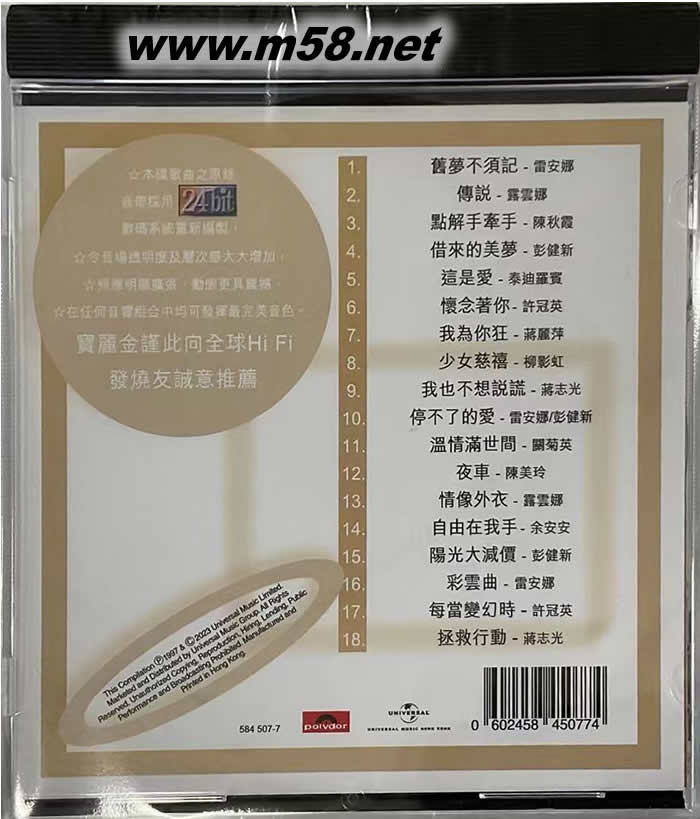 www.m58.net
☆本碟歌曲之原錄
音帶採用 24bit
數碼系統重新編製，
☆令音場透明度及層次感大大增加，
☆頻應明顯擴張，動態更具震撼，
☆在任何音響組合中均可發揮最完美音色。
寶麗金謹此向全球Hi Fi
發燒友誠意推薦
1. 舊夢不須記 - 雷安娜
2. 傳說 - 露雲娜
3. 點解手牽手 - 陳秋霞
4. 借來的美夢 - 彭健新
5. 這是愛 - 泰迪羅賓
6. 懷念著你 - 許冠英
7. 我為你狂 - 蔣麗萍
8. 少女慈禧 - 柳影虹
9. 我也不想說謊 - 蔣志光
10. 停不了的愛 - 雷安娜/彭健新
11. 溫情滿世間 - 關菊英
12. 夜車 - 陳美玲
13. 情像外衣 - 露雲娜
14. 自由在我手 - 余安安
15. 陽光大減價 - 彭健新
16. 彩雲曲 - 雷安娜
17. 每當變幻時 - 許冠英
18. 拯救行動 - 蔣志光
This Compilation ℗1997 & ©2023 Universal Music Limited.
Marketed and Distributed by Universal Music Group. All Rights
Reserved. Unauthorized Copying, Reproduction, Hiring, Lending, Public
Performance and Broadcasting Prohibited. Manufactured and
Printed in Hong Kong.
584 507-7
polydor
UNIVERSAL
UNIVERSAL MUSIC HONG KONG
0 602458 450774